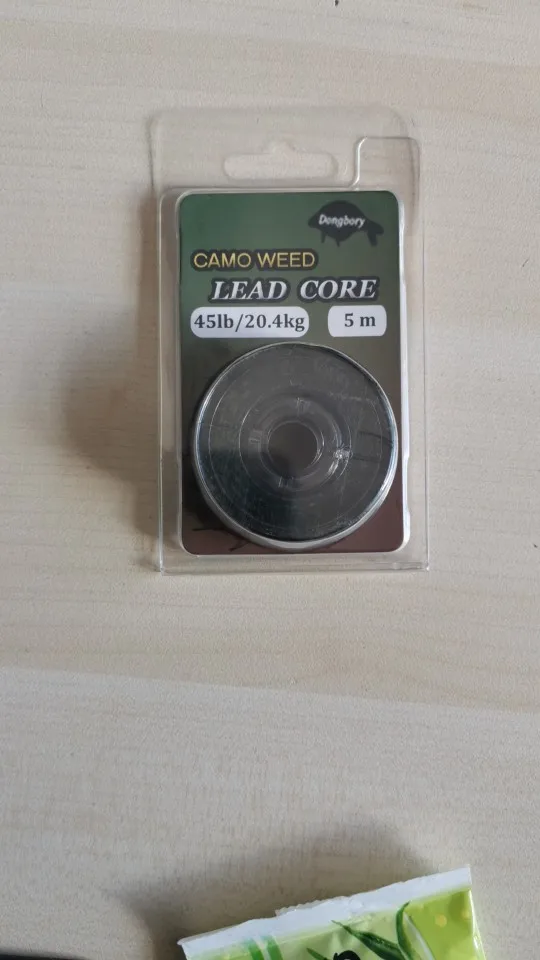 Dongbory
CAMO WEED
LEAD CORE
45lb/20.4kg 5 m